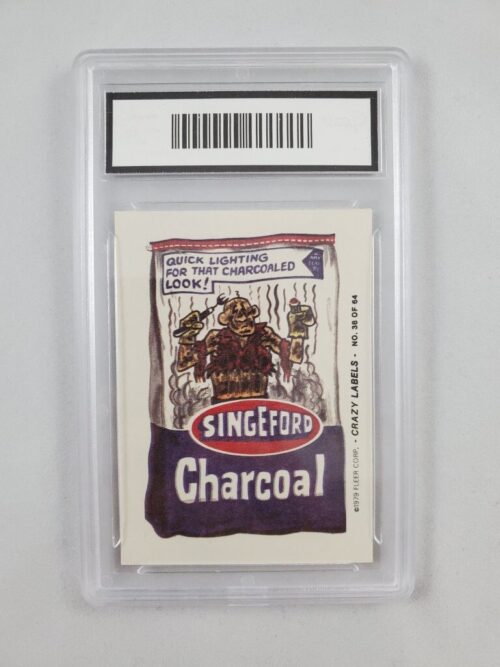 QUICK LIGHTING
FOR THAT CHARCOALED
LOOK!
SINGEFORD
Charcoal
©1979 FLEER CORP. • CRAZY LABELS • NO. 38 OF 64